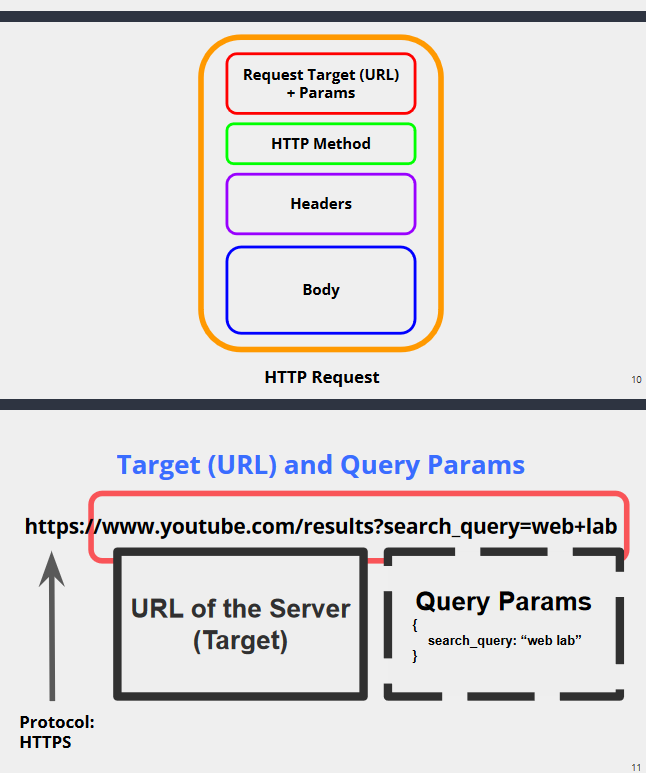 Request Target (URL)
+ Params
HTTP Method
Headers
Body
HTTP Request
10
Target (URL) and Query Params
https://www.youtube.com/results?search_query=web+lab
URL of the Server
(Target)
Query Params
{
search_query: “web lab”
}
Protocol:
HTTPS
11